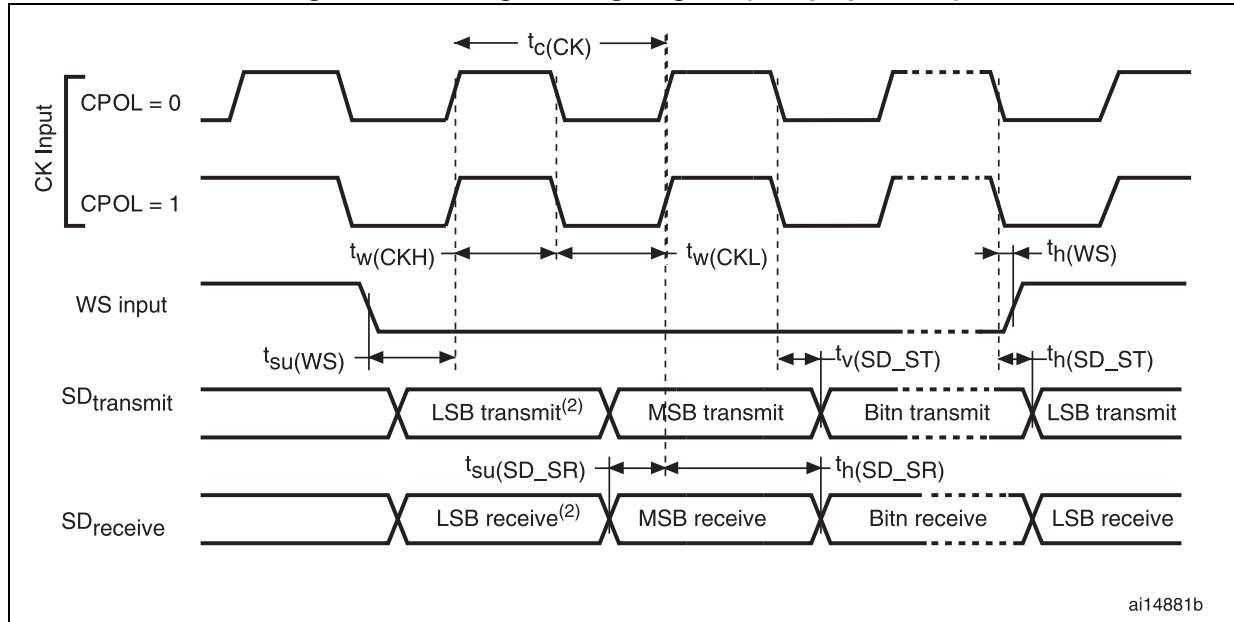 tc(CK)
CK Input
CPOL = 0
CPOL = 1
tw(CKH)
tw(CKL)
th(WS)
WS input
tsu(WS)
tv(SD_ST)
th(SD_ST)
SDtransmit
LSB transmit(2)
MSB transmit
Bitn transmit
LSB transmit
tsu(SD_SR)
th(SD_SR)
SDreceive
LSB receive(2)
MSB receive
Bitn receive
LSB receive
ai14881b